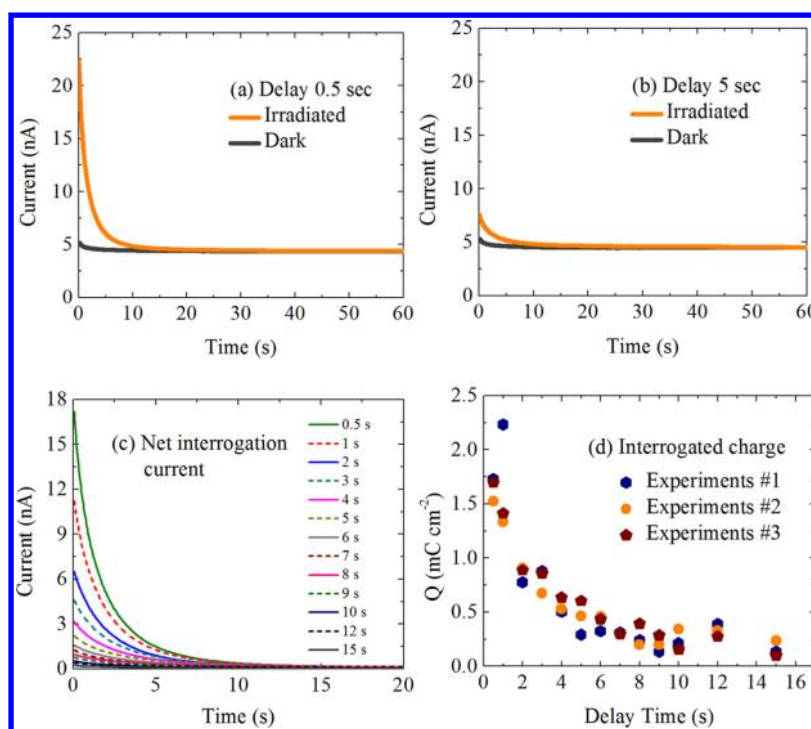 25
20
15
10
5
0
Current (nA)
(a) Delay 0.5 sec
Irradiated
Dark
0 10 20 30 40 50 60
Time (s)
25
20
15
10
5
0
Current (nA)
(b) Delay 5 sec
Irradiated
Dark
0 10 20 30 40 50 60
Time (s)
18
15
12
9
6
3
0
Current (nA)
(c) Net interrogation
current
0.5 s
1 s
2 s
3 s
4 s
5 s
6 s
7 s
8 s
9 s
10 s
12 s
15 s
0 5 10 15 20
Time (s)
2.5
2.0
1.5
1.0
0.5
0.0
Q (mC cm⁻²)
(d) Interrogated charge
Experiments #1
Experiments #2
Experiments #3
0 2 4 6 8 10 12 14 16
Delay Time (s)